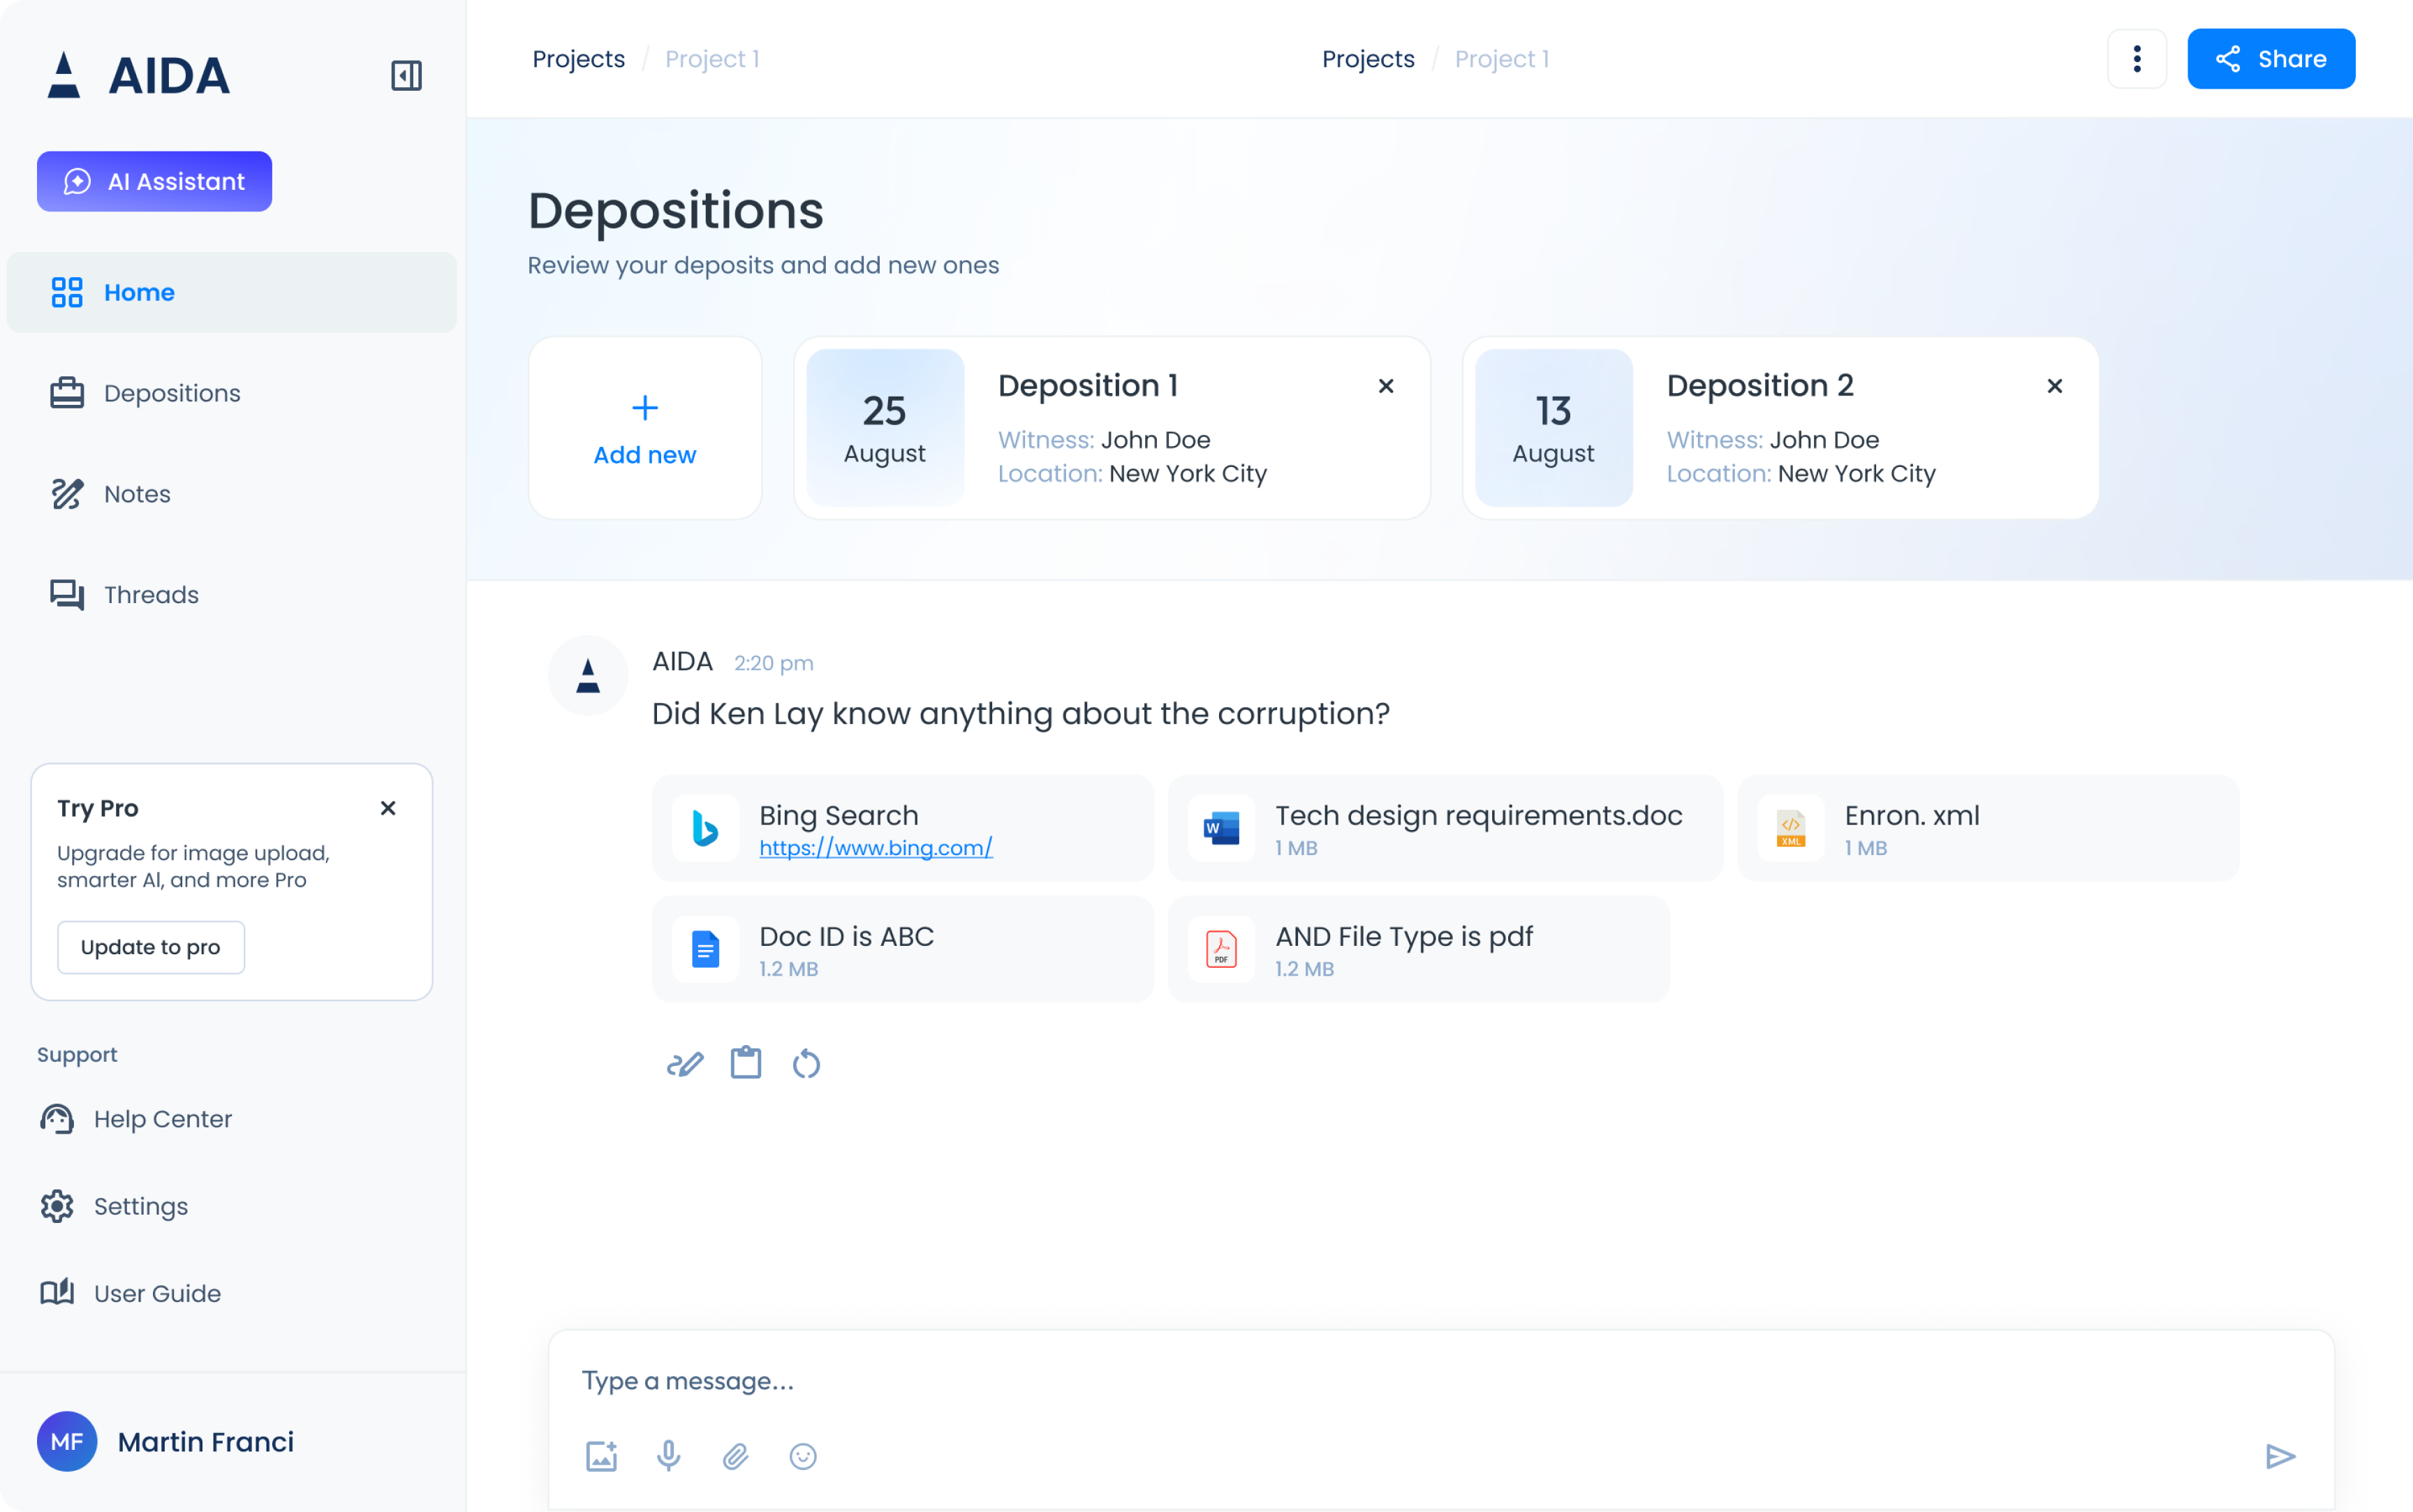 AIDA
AI Assistant
Home
Depositions
Notes
Threads
Try Pro
Upgrade for image upload,
smarter AI, and more Pro
Update to pro
Support
Help Center
Settings
User Guide
MF
Martin Franci
Projects / Project 1
Projects / Project 1
Share
Depositions
Review your deposits and add new ones
Add new
25
August
Deposition 1
Witness: John Doe
Location: New York City
13
August
Deposition 2
Witness: John Doe
Location: New York City
AIDA 2:20 pm
Did Ken Lay know anything about the corruption?
Bing Search
https://www.bing.com/
W
Tech design requirements.doc
1 MB
XML
Enron. xml
1 MB
Doc ID is ABC
1.2 MB
PDF
AND File Type is pdf
1.2 MB
Type a message...